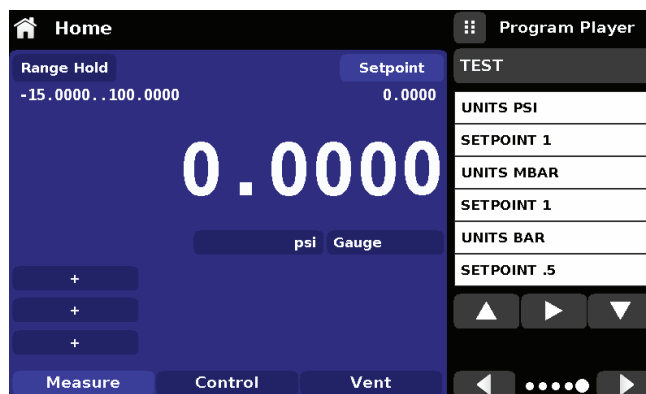 Home
Range Hold Setpoint
-15.0000..100.0000 0.0000
0.0000
psi Gauge
+
+
+
Measure Control Vent
Program Player
TEST
UNITS PSI
SETPOINT 1
UNITS MBAR
SETPOINT 1
UNITS BAR
SETPOINT .5